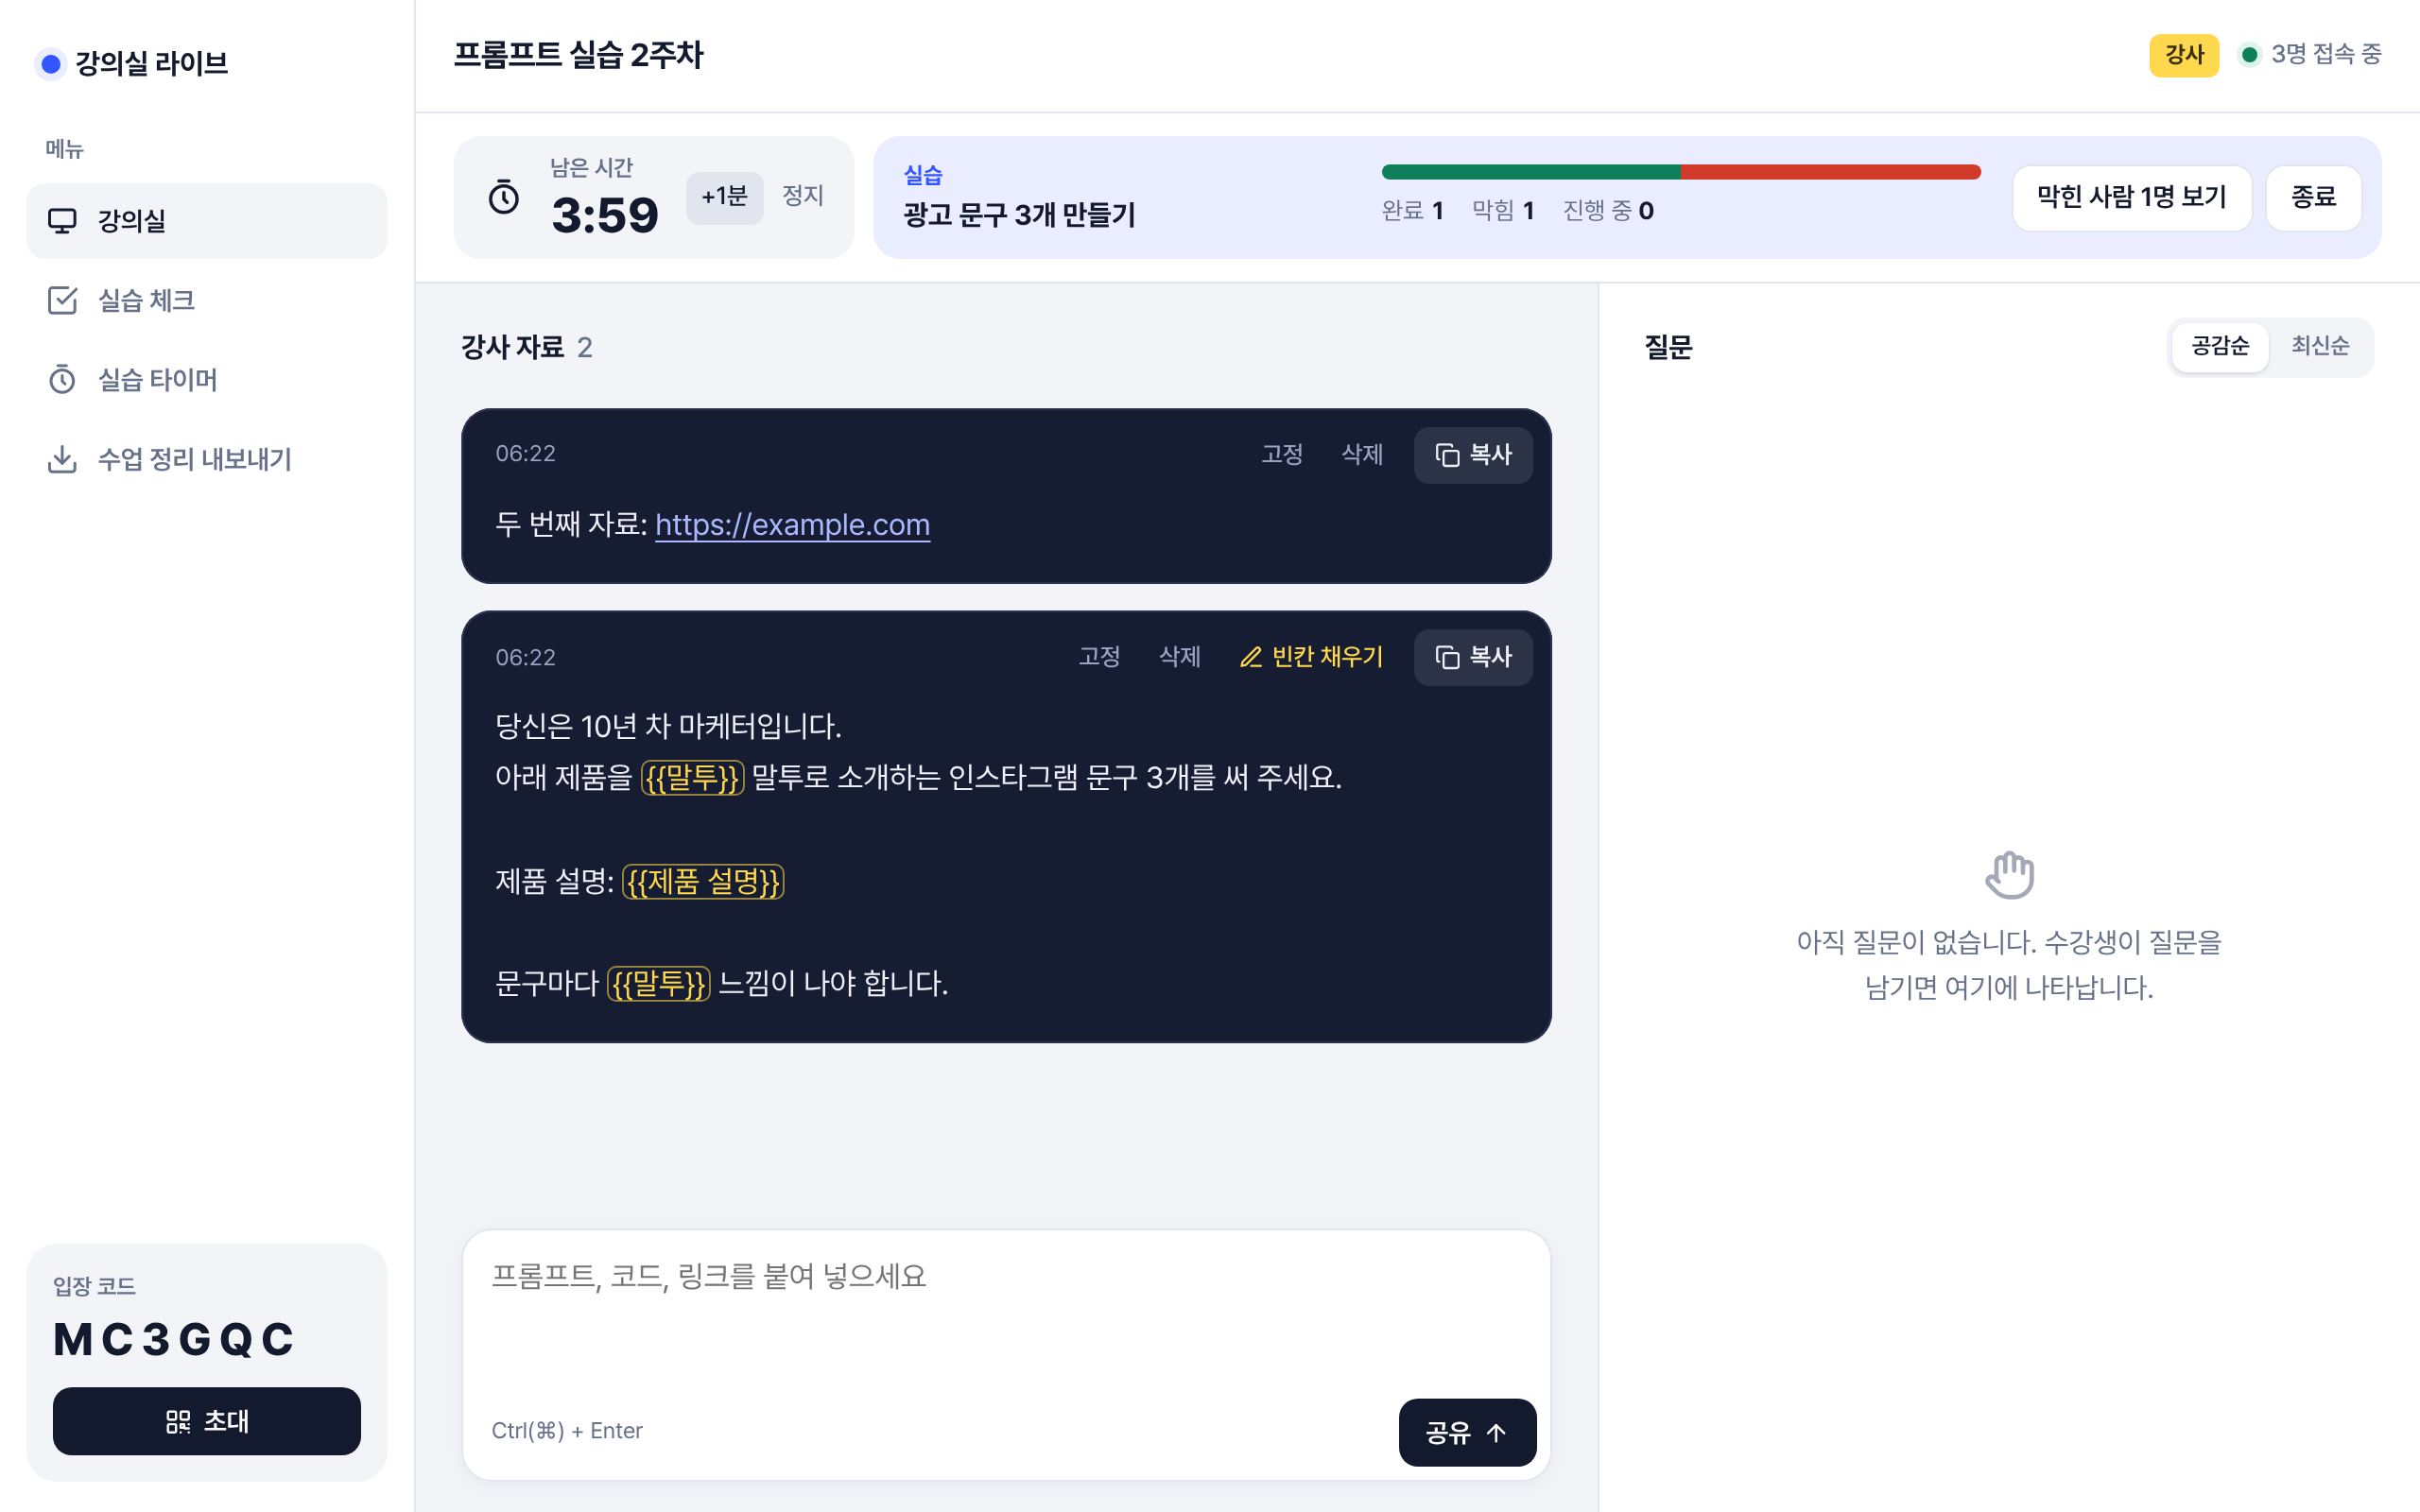 강의실 라이브
메뉴
강의실
실습 체크
실습 타이머
수업 정리 내보내기
입장 코드
MC3GQC
초대
프롬프트 실습 2주차
강사
3명 접속 중
남은 시간
3:59
+1분
정지
실습
광고 문구 3개 만들기
완료 1 막힘 1 진행 중 0
막힌 사람 1명 보기
종료
강사 자료 2
06:22 고정 삭제 복사
두 번째 자료: https://example.com
06:22 고정 삭제 빈칸 채우기 복사
당신은 10년 차 마케터입니다.
아래 제품을 {{말투}} 말투로 소개하는 인스타그램 문구 3개를 써 주세요.
제품 설명: {{제품 설명}}
문구마다 {{말투}} 느낌이 나야 합니다.
프롬프트, 코드, 링크를 붙여 넣으세요
Ctrl(⌘) + Enter
공유
질문
공감순 최신순
아직 질문이 없습니다. 수강생이 질문을
남기면 여기에 나타납니다.